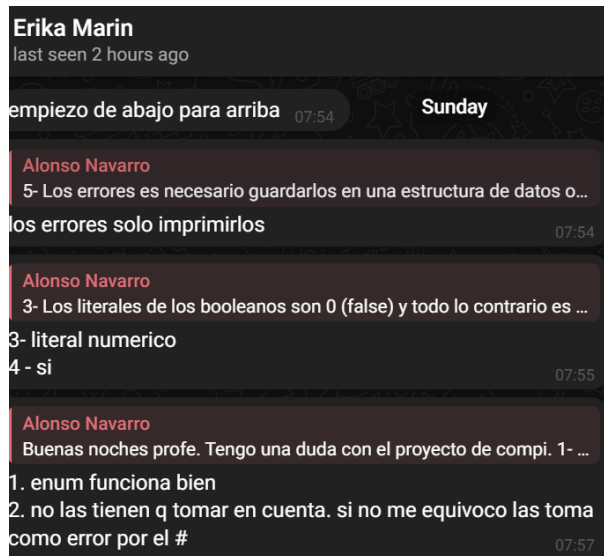 Erika Marin
last seen 2 hours ago
empiezo de abajo para arriba 07:54
Sunday
Alonso Navarro
5- Los errores es necesario guardarlos en una estructura de datos o...
los errores solo imprimirlos
07:54
Alonso Navarro
3- Los literales de los booleanos son 0 (false) y todo lo contrario es ...
3- literal numerico
4 - si
07:55
Alonso Navarro
Buenas noches profe. Tengo una duda con el proyecto de compi. 1- ...
1. enum funciona bien
2. no las tienen q tomar en cuenta. si no me equivoco las toma
como error por el #
07:57